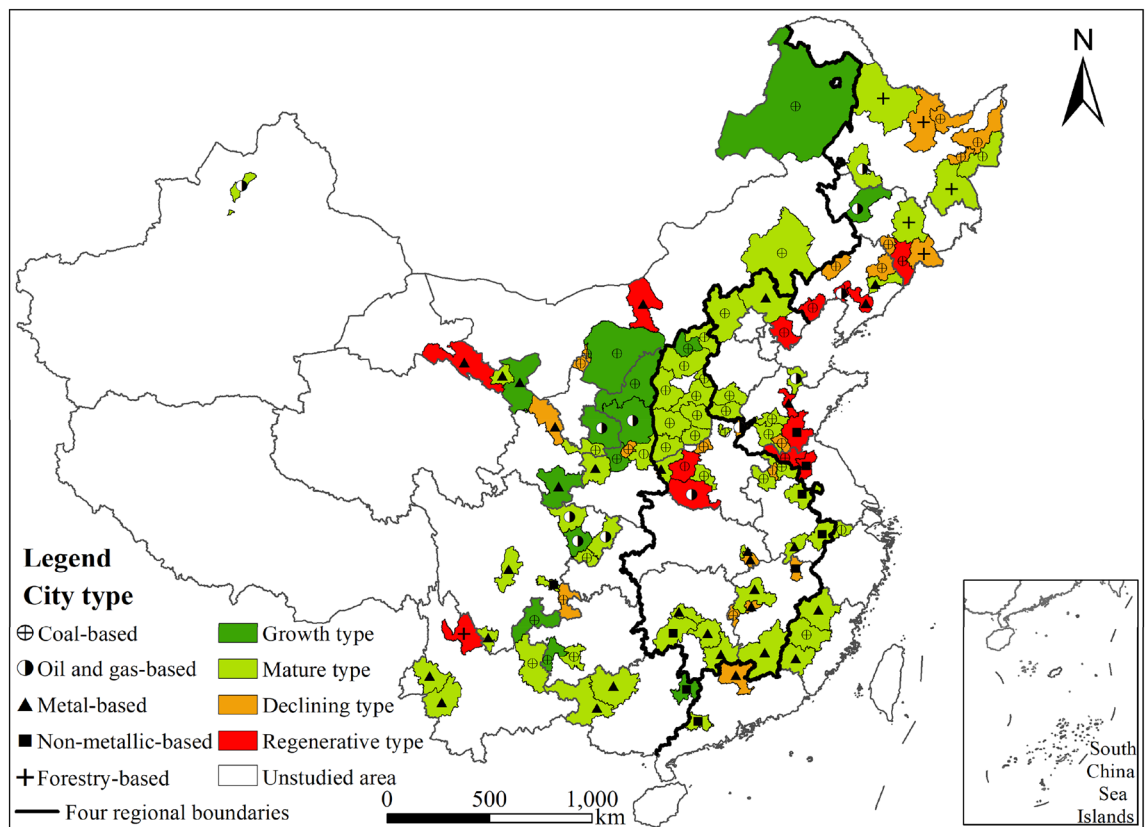 N
Legend
City type
Coal-based
Oil and gas-based
Metal-based
Non-metallic-based
Forestry-based
Growth type
Mature type
Declining type
Regenerative type
Unstudied area
Four regional boundaries
0 500 1,000
km
South
China
Sea
Islands